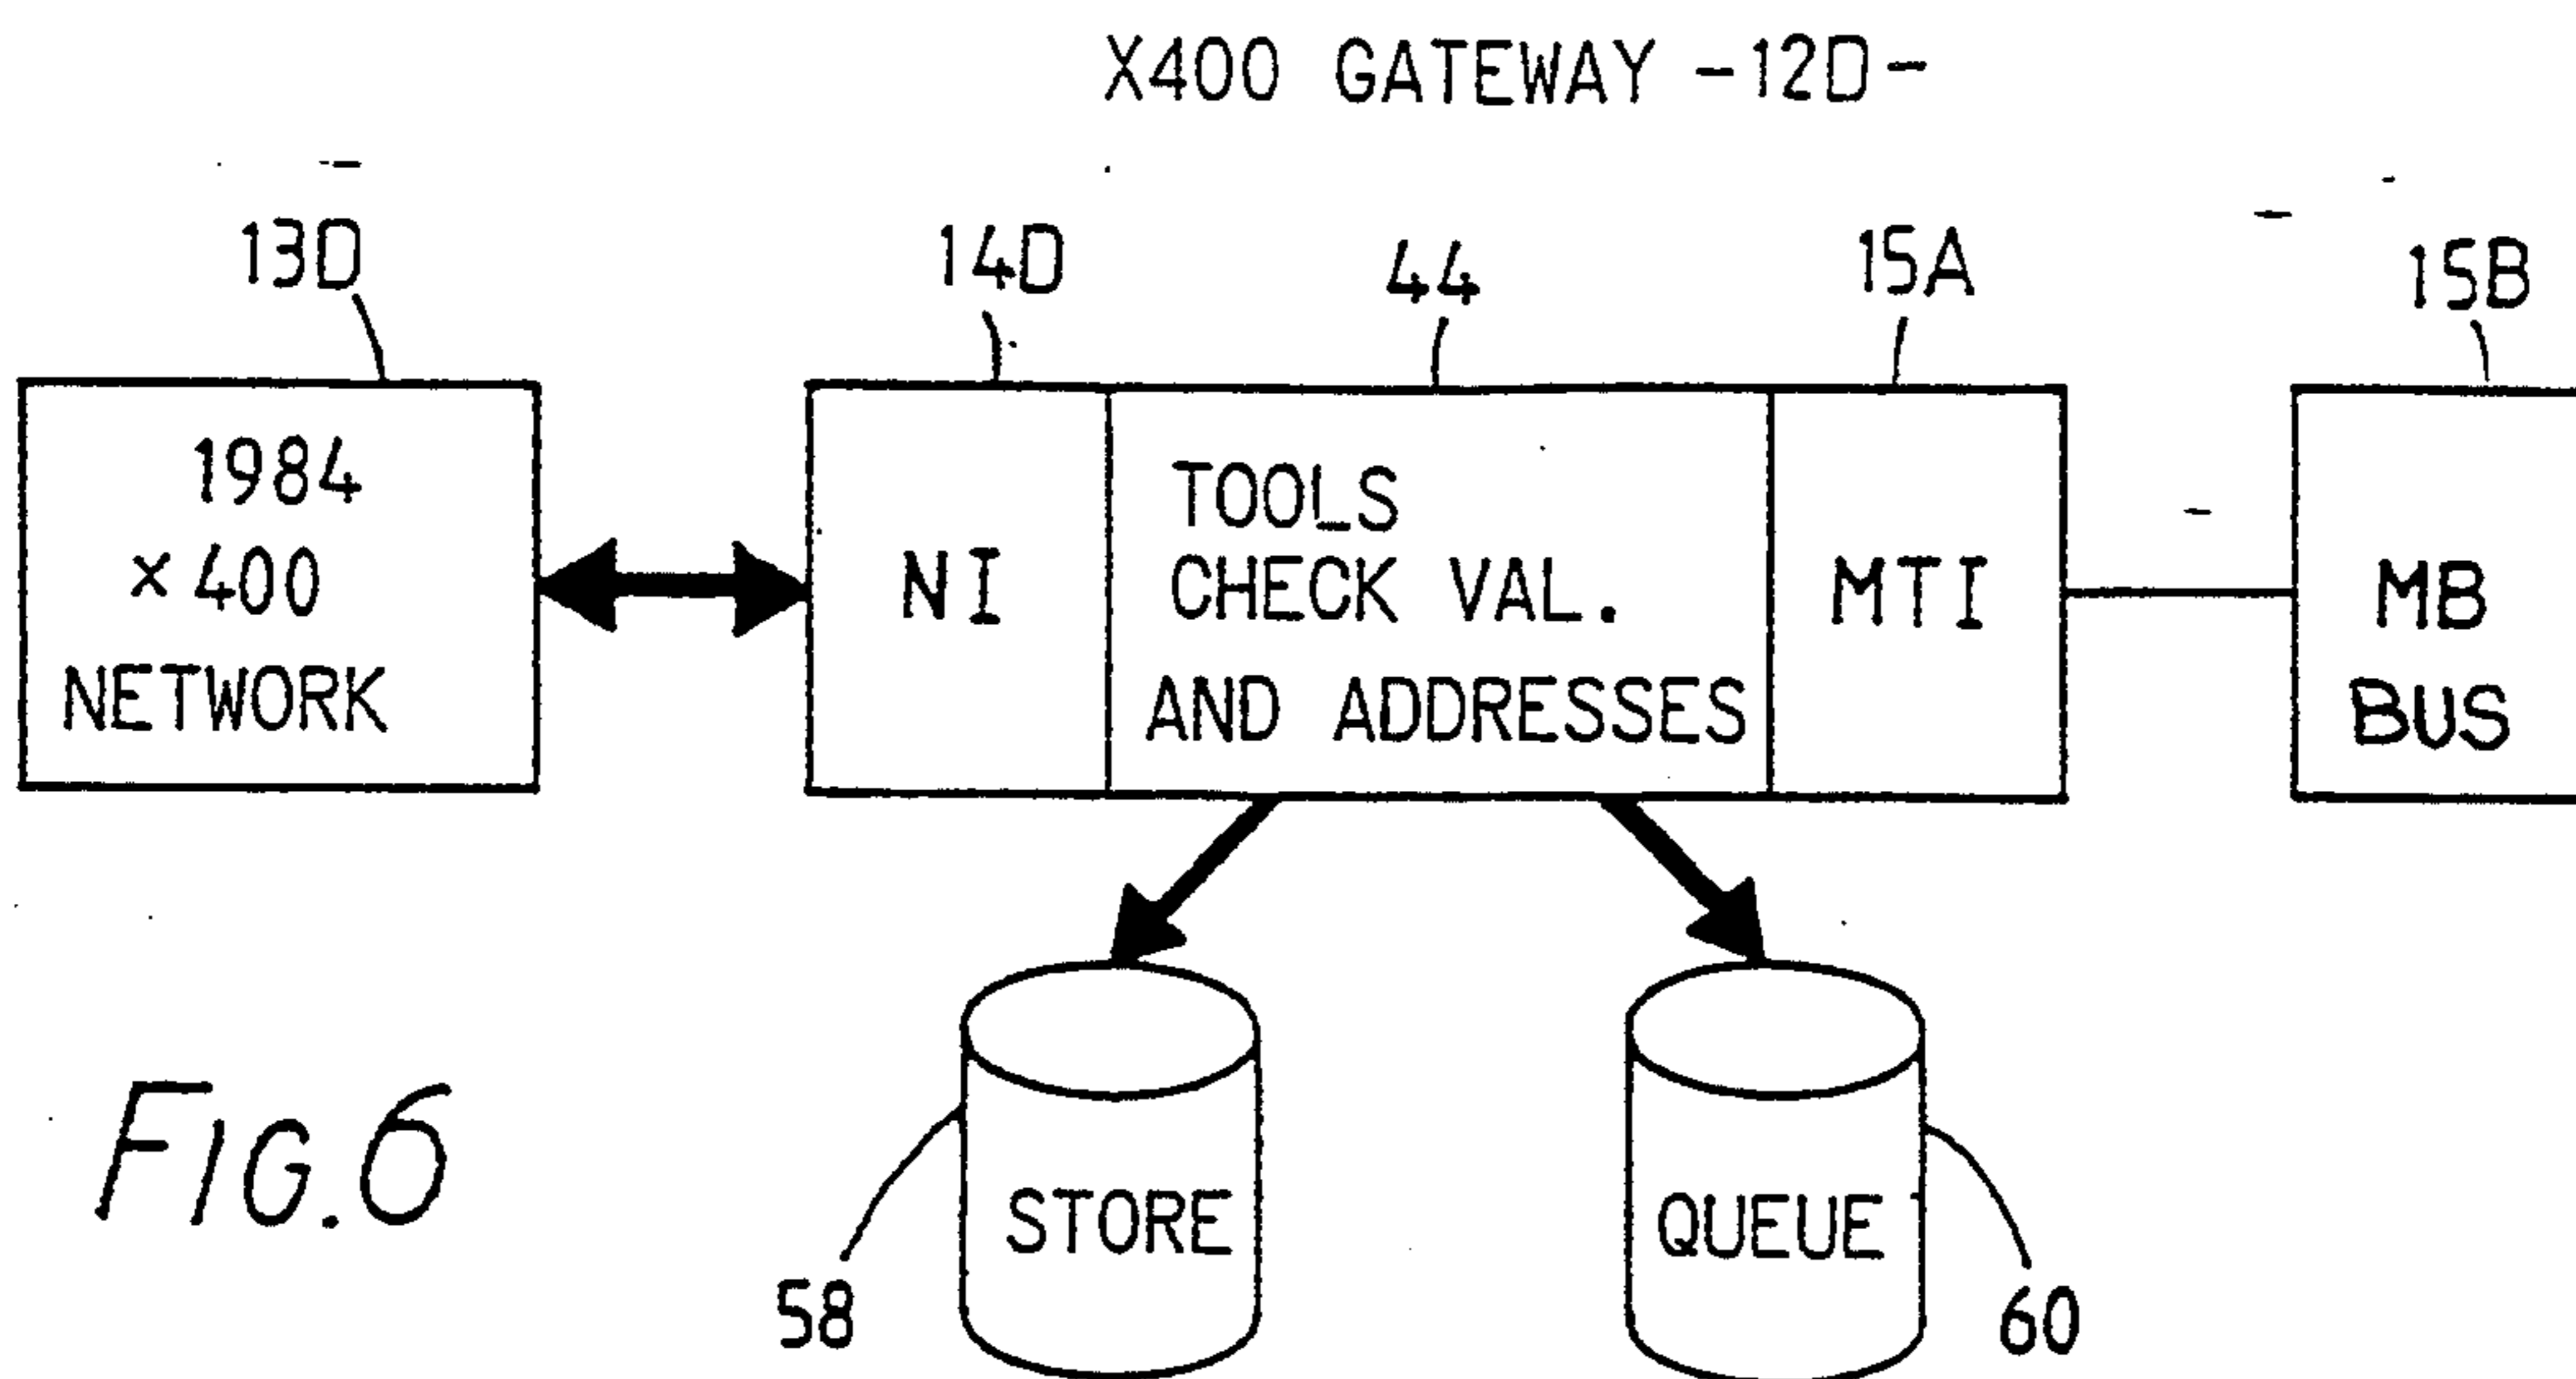 X400 GATEWAY -12D-
13D
14D
44
15A
15B
1984
×400
NETWORK
NI
TOOLS
CHECK VAL.
AND ADDRESSES
MTI
MB
BUS
STORE
QUEUE
58
60
FIG.6